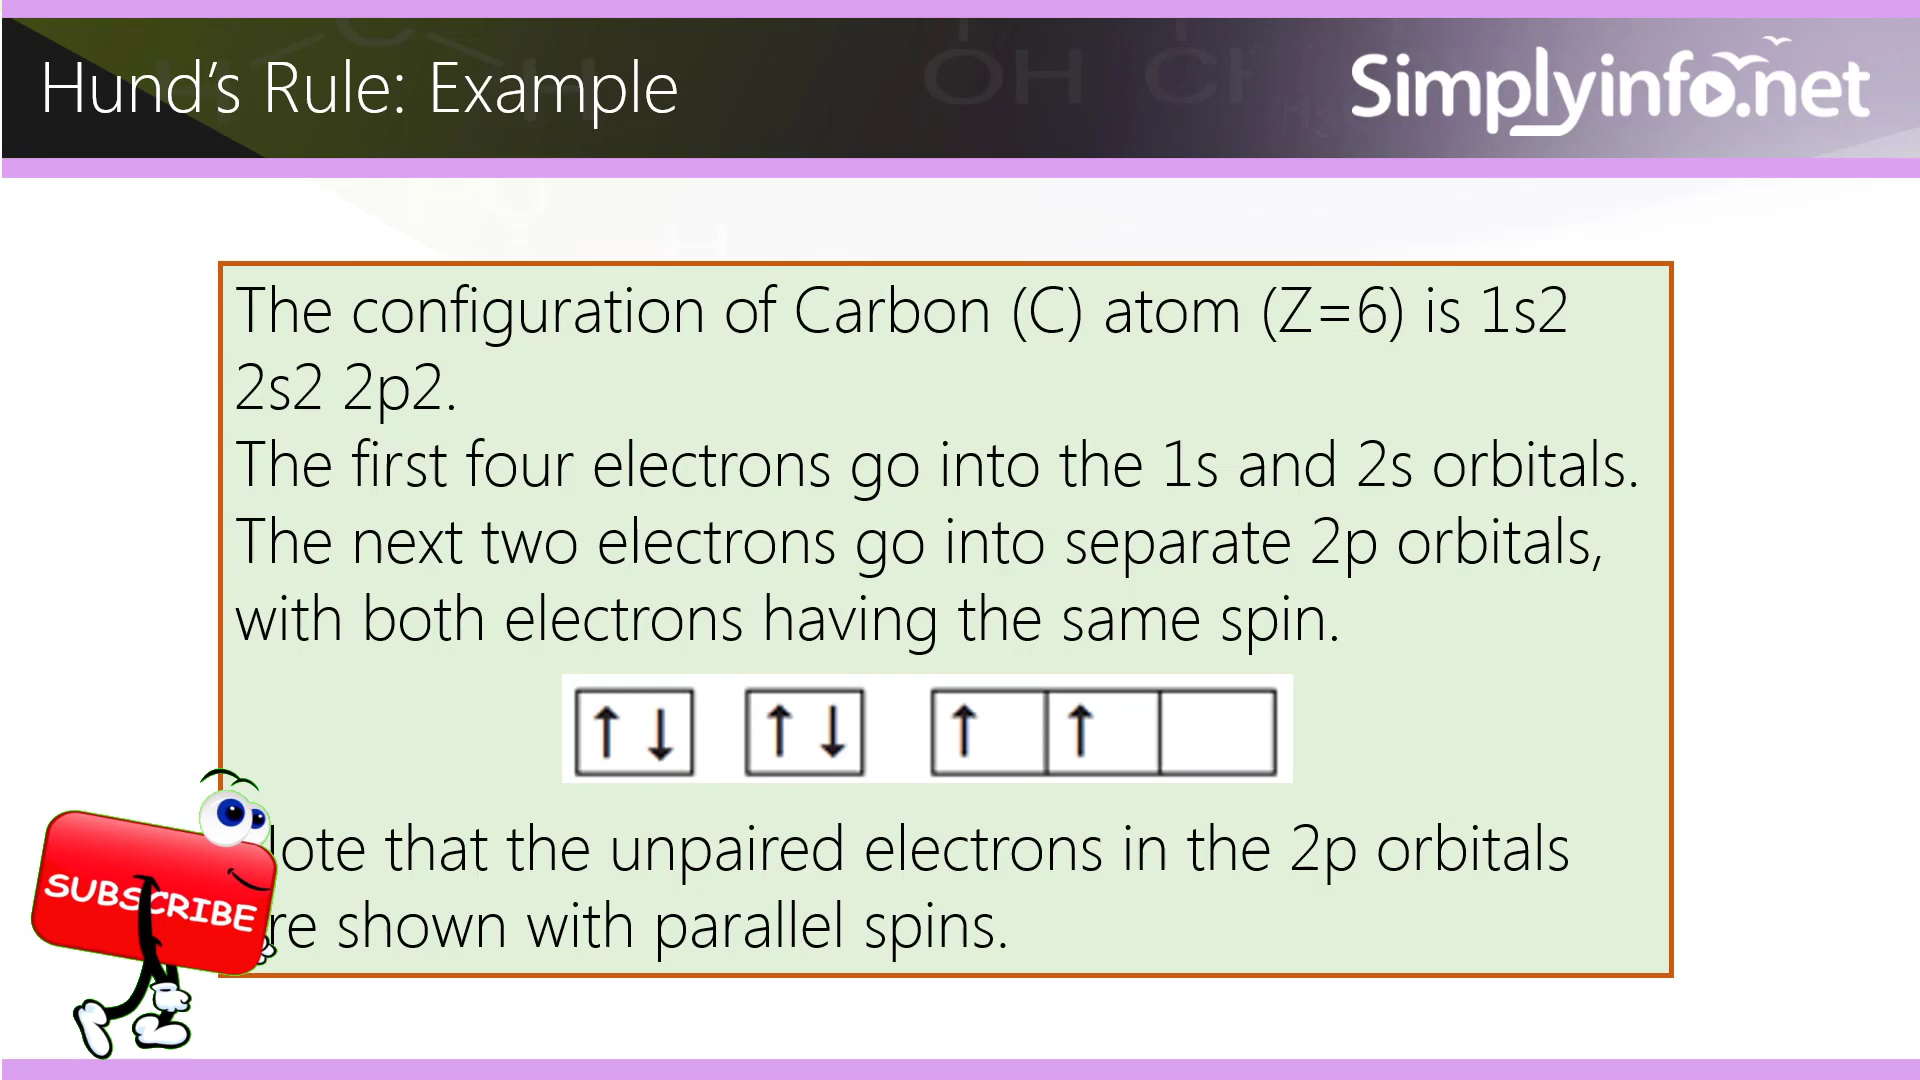 Hund's Rule: Example
Simplyinfo.net
OH
The configuration of Carbon (C) atom (Z=6) is 1s2
2s2 2p2.
The first four electrons go into the 1s and 2s orbitals.
The next two electrons go into separate 2p orbitals,
with both electrons having the same spin.
↑ ↓ ↑ ↓ ↑ ↑
that the unpaired electrons in the 2p orbitals
shown with parallel spins.
SUBSCRIBE